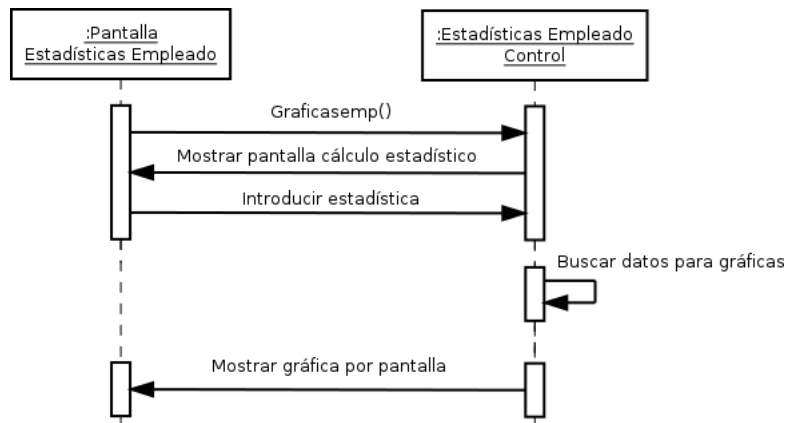 :Pantalla
Estadísticas Empleado
:Estadísticas Empleado
Control
Graficasemp()
Mostrar pantalla cálculo estadístico
Introducir estadística
Buscar datos para gráficas
Mostrar gráfica por pantalla